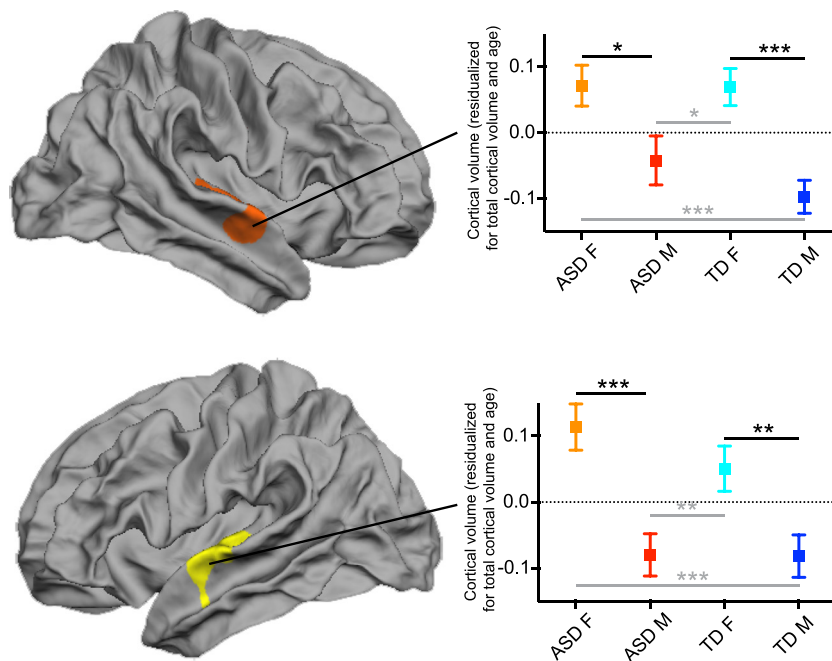 Cortical volume (residualized
for total cortical volume and age)
0.1
0.0
-0.1
*
***
*
***
ASD F
ASD M
TD F
TD M
Cortical volume (residualized
for total cortical volume and age)
0.1
0.0
-0.1
***
**
**
***
ASD F
ASD M
TD F
TD M